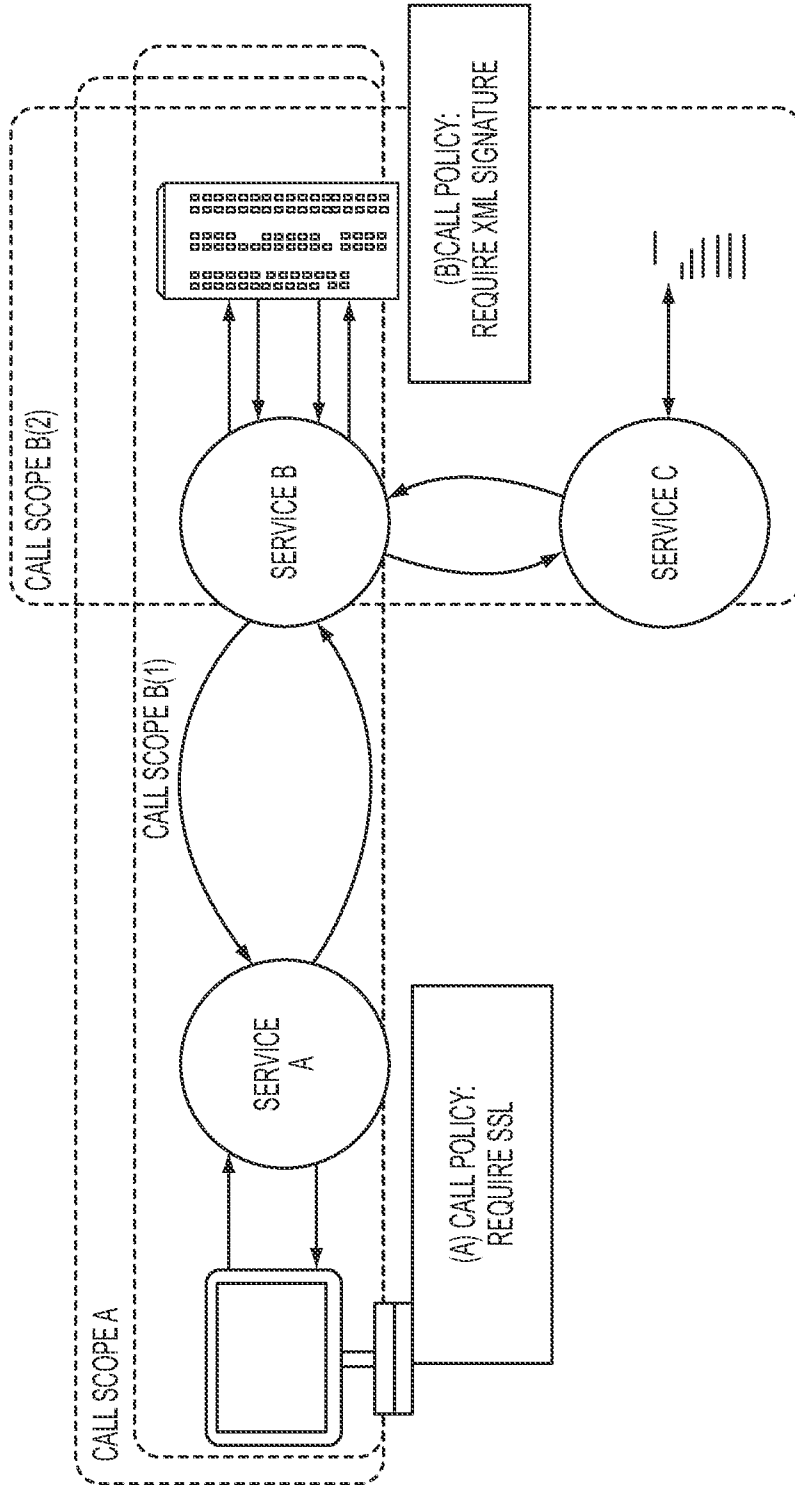 CALL SCOPE A
CALL SCOPE B(1)
CALL SCOPE B(2)
SERVICE
A
SERVICE B
SERVICE C
(A) CALL POLICY:
REQUIRE SSL
(B)CALL POLICY:
REQUIRE XML SIGNATURE